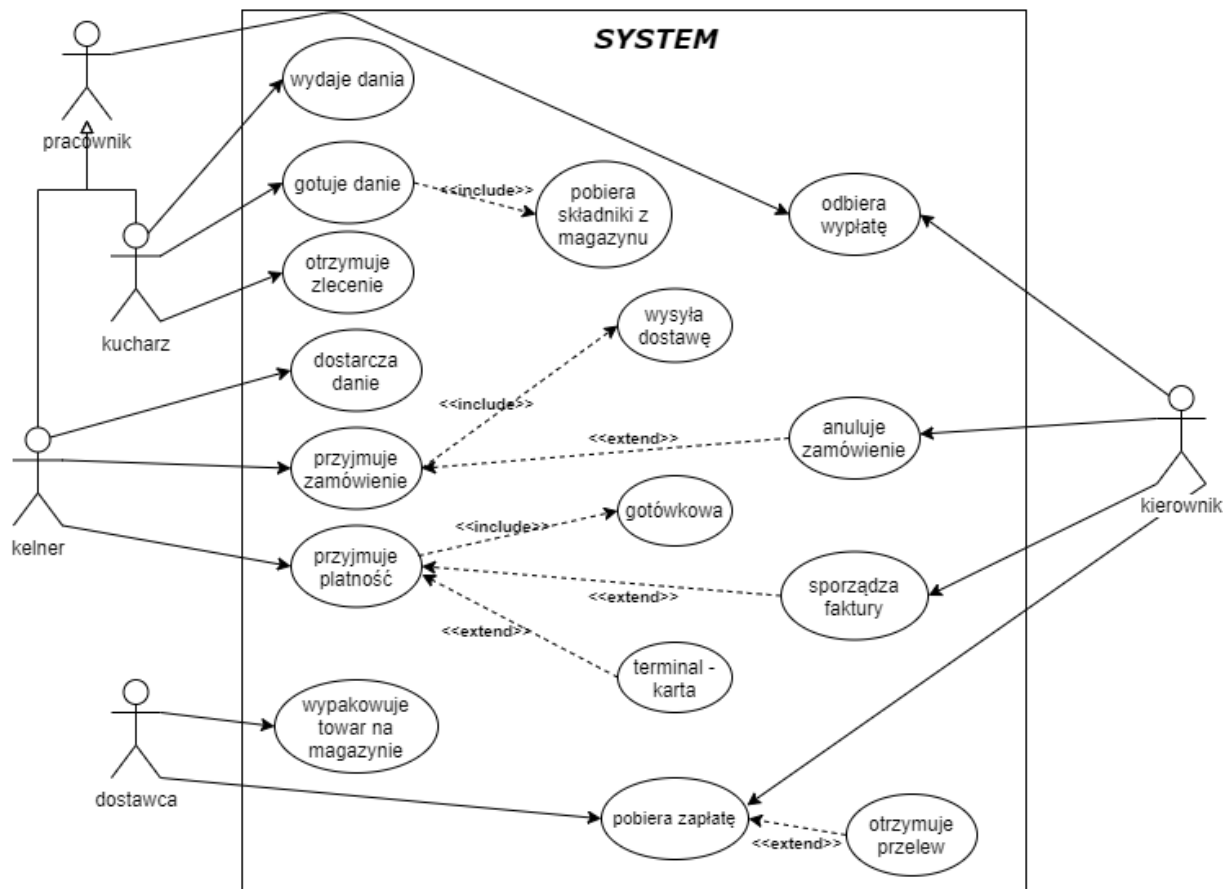 SYSTEM
pracownik
wydaje dania
gotuje danie
<<include>>
pobiera
składniki z
magazynu
odbiera
wypłatę
otrzymuje
zlecenie
kucharz
wysyła
dostawę
dostarcza
danie
<<include>>
anuluje
zamówienie
<<extend>>
przyjmuje
zamówienie
kierownik
gotówkowa
<<include>>
kelner
przyjmuje
płatność
sporządza
faktury
<<extend>>
<<extend>>
terminal -
karta
wypakowuje
towar na
magazynie
dostawca
pobiera zapłatę
otrzymuje
przelew
<<extend>>